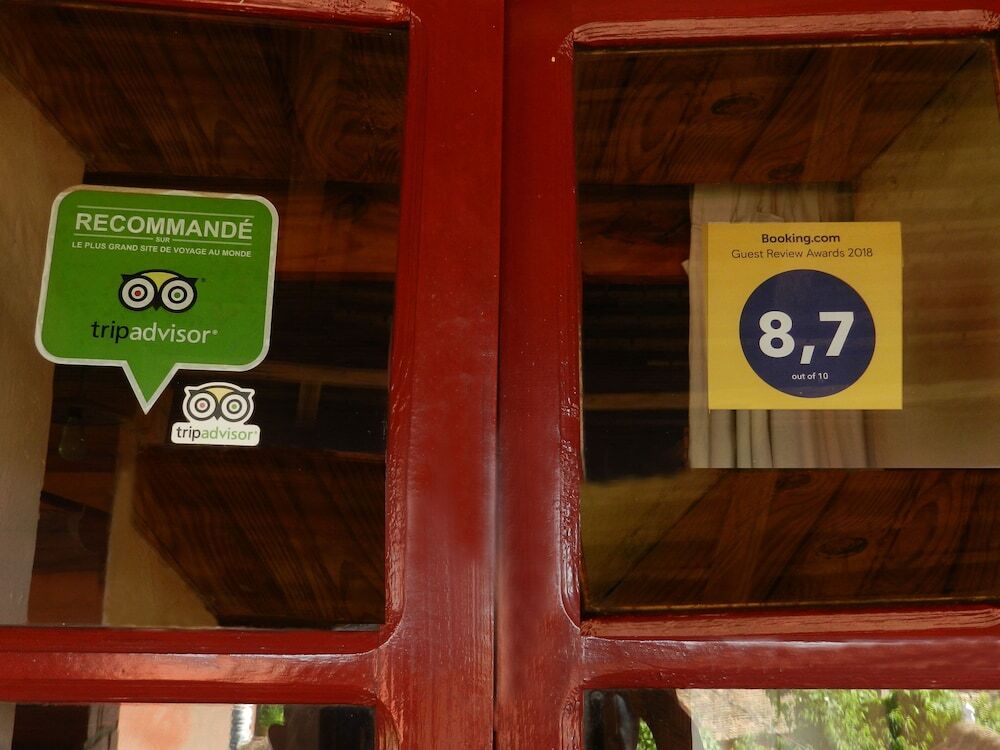 RECOMMANDÉ
SUR
LE PLUS GRAND SITE DE VOYAGE AU MONDE
tripadvisor®
tripadvisor®
Booking.com
Guest Review Awards 2018
8,7
out of 10